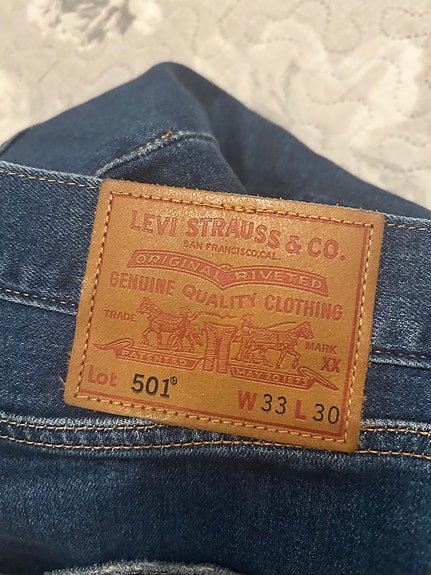 LEVI STRAUSS & CO.
SAN FRANCISCO,CAL.
ORIGINAL RIVETED
GENUINE QUALITY CLOTHING
TRADE MARK
XX
PATENTED MAY 20 1873
Lot 501® W 33 L 30